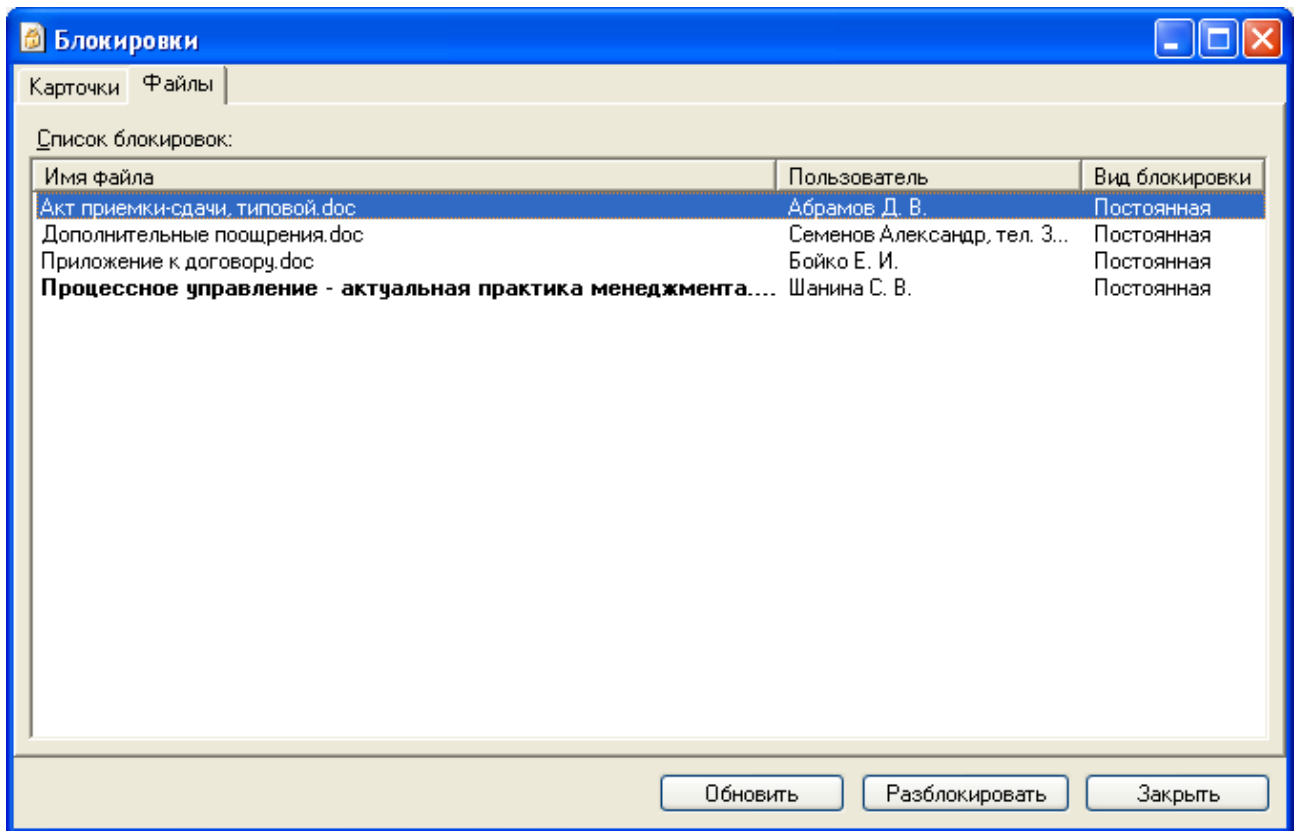 Блокировки
Карточки Файлы
Список блокировок:
Имя файла Пользователь Вид блокировки
Акт приемки-сдачи, типовой.doc Абрамов Д. В. Постоянная
Дополнительные поощрения.doc Семенов Александр, тел. 3... Постоянная
Приложение к договору.doc Бойко Е. И. Постоянная
Процессное управление - актуальная практика менеджмента.... Шанина С. В. Постоянная
Обновить Разблокировать Закрыть